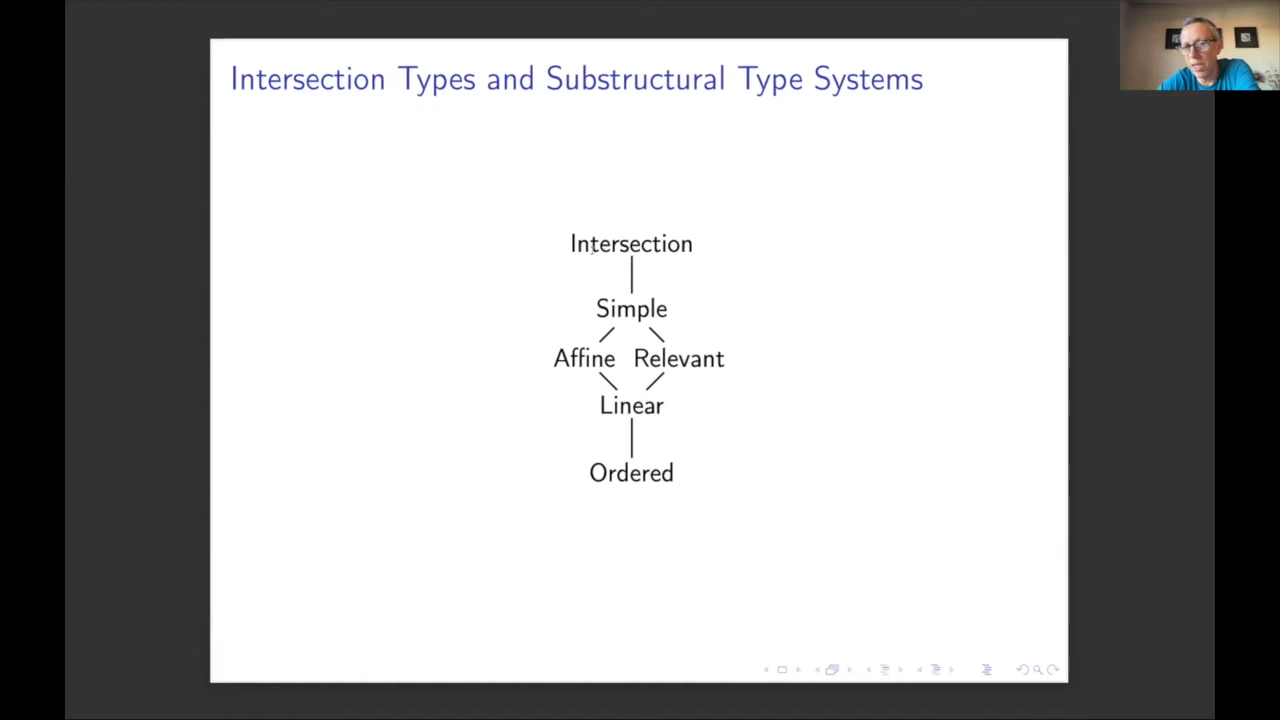 Intersection Types and Substructural Type Systems
Intersection
Simple
Affine Relevant
Linear
Ordered